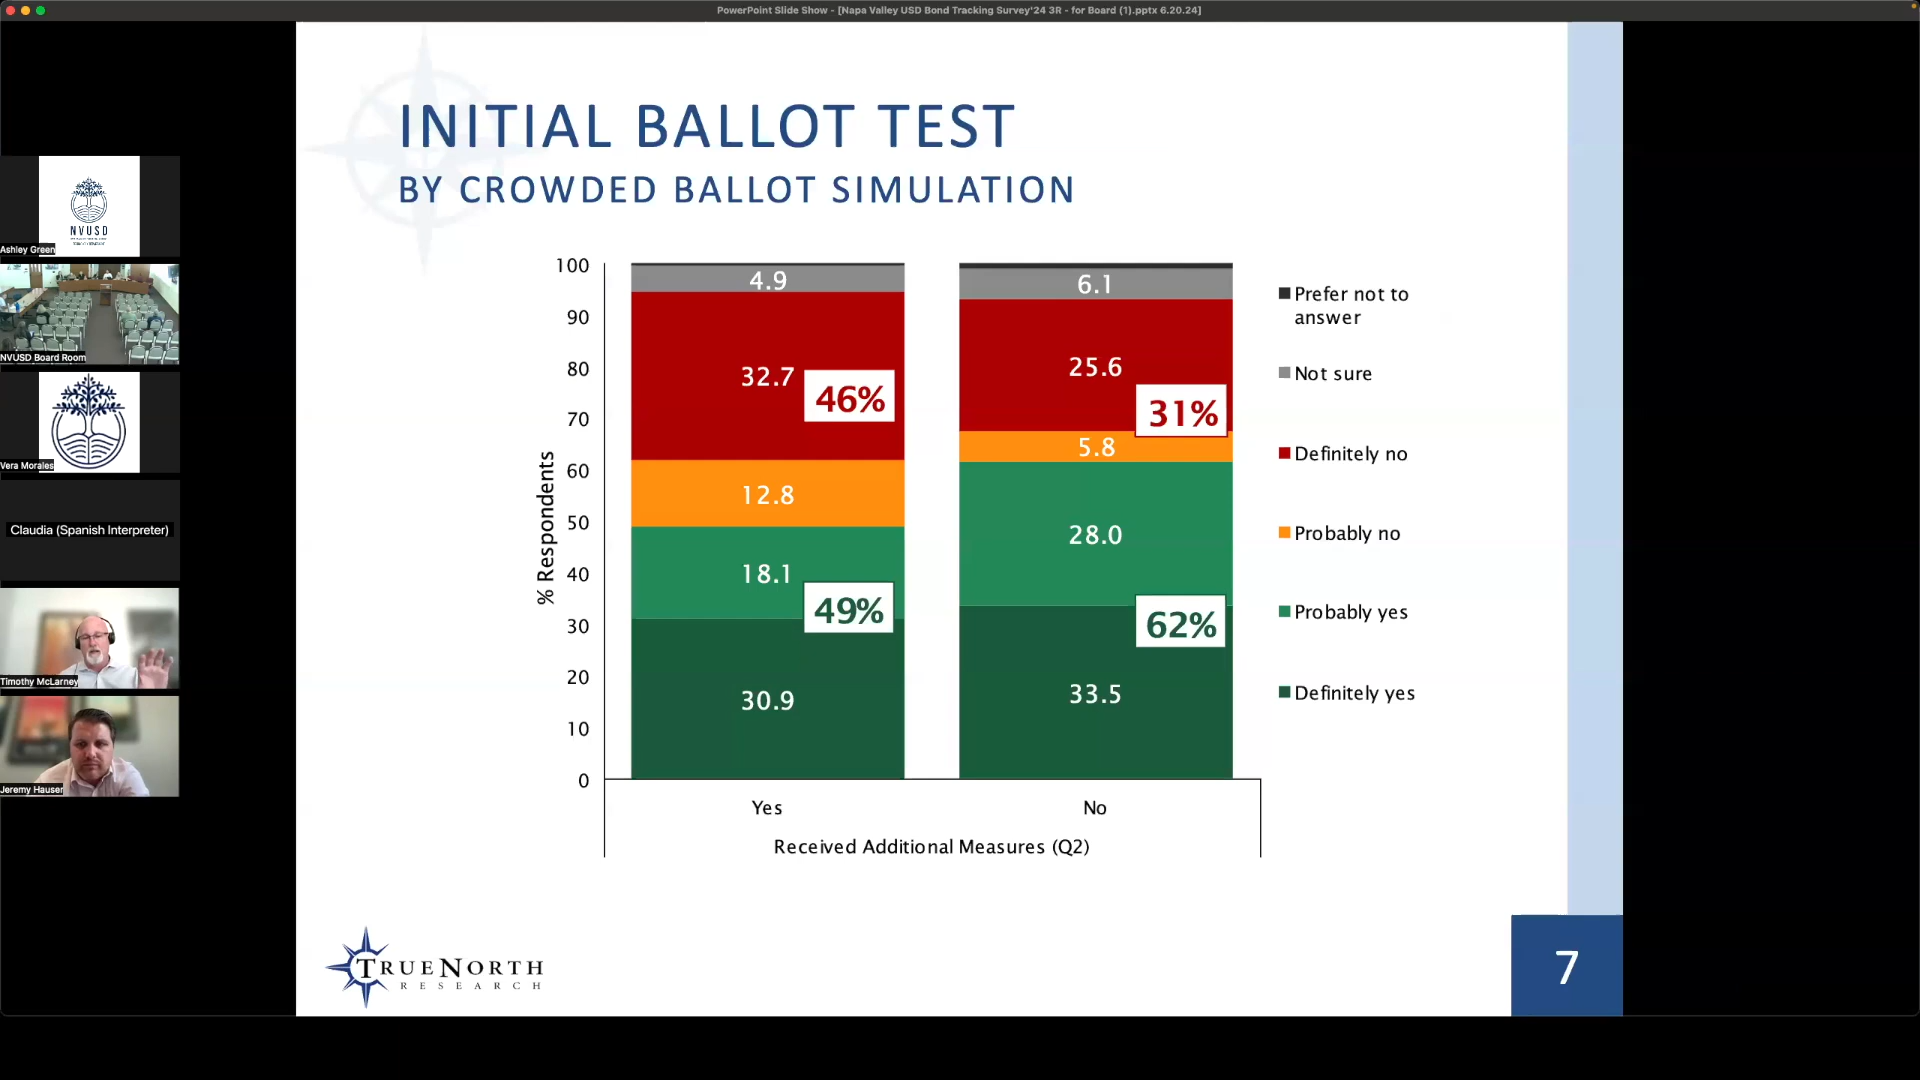 PowerPoint Slide Show - [Napa Valley USD Bond Tracking Survey'24 3R - for Board (1).pptx 6.20.24]
NVUSD
Ashley Green
NVUSD Board Room
Vera Morales
Claudia (Spanish Interpreter)
Timothy McLarney
Jeremy Hauser
INITIAL BALLOT TEST
BY CROWDED BALLOT SIMULATION
% Respondents
100
90
80
70
60
50
40
30
20
10
0
4.9
32.7
46%
12.8
18.1
49%
30.9
6.1
25.6
31%
5.8
28.0
62%
33.5
Yes
No
Received Additional Measures (Q2)
Prefer not to
answer
Not sure
Definitely no
Probably no
Probably yes
Definitely yes
TRUENORTH
RESEARCH
7